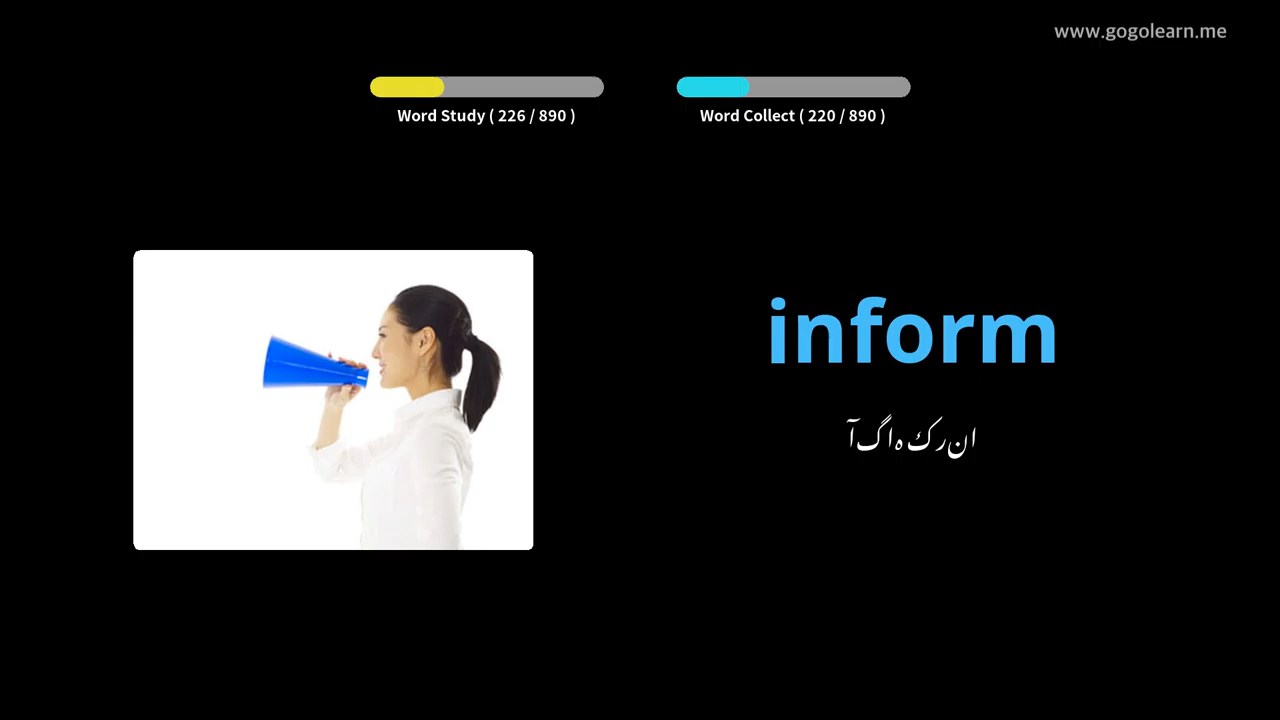 www.gogolearn.me
Word Study ( 226 / 890 )
Word Collect ( 220 / 890 )
inform
آگاہ کرنا